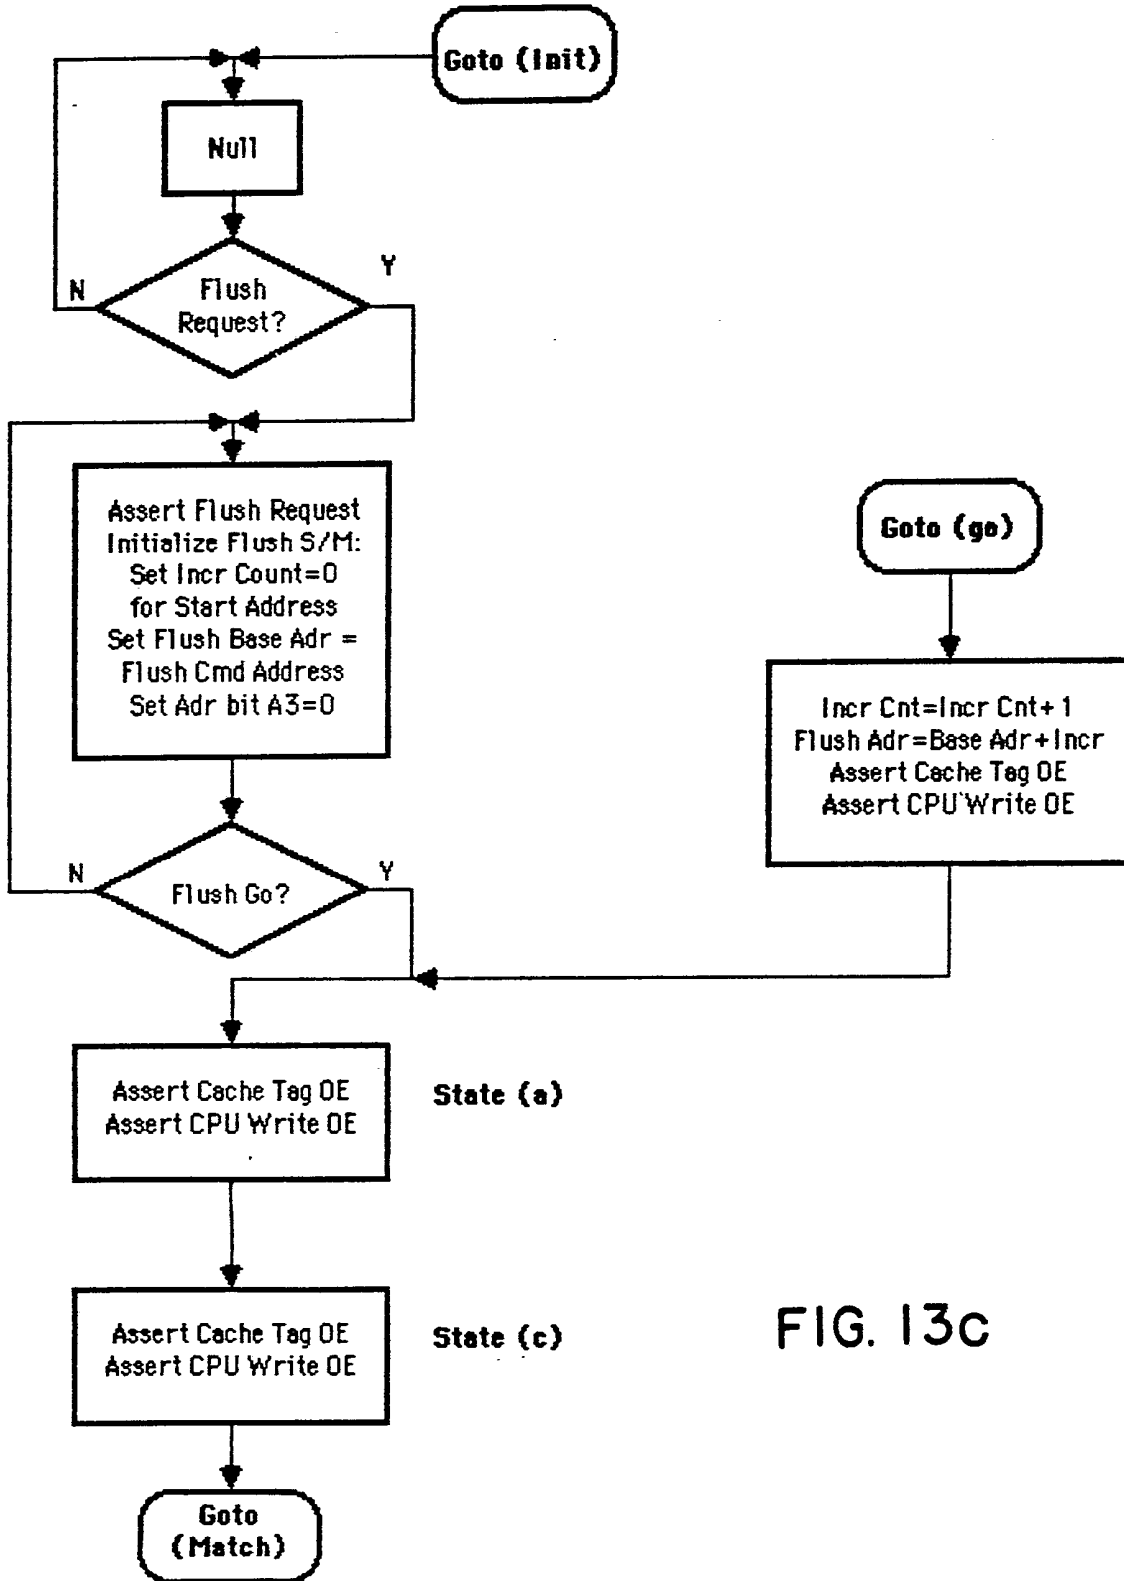 Goto (Init)
Null
Flush
Request?
N
Y
Assert Flush Request
Initialize Flush S/M:
Set Incr Count=0
for Start Address
Set Flush Base Adr =
Flush Cmd Address
Set Adr bit A3=0
Goto (go)
Incr Cnt=Incr Cnt+1
Flush Adr=Base Adr+Incr
Assert Cache Tag OE
Assert CPU Write OE
N
Y
Flush Go?
Assert Cache Tag OE
Assert CPU Write OE
State (a)
Assert Cache Tag OE
Assert CPU Write OE
State (c)
FIG. 13c
Goto
(Match)